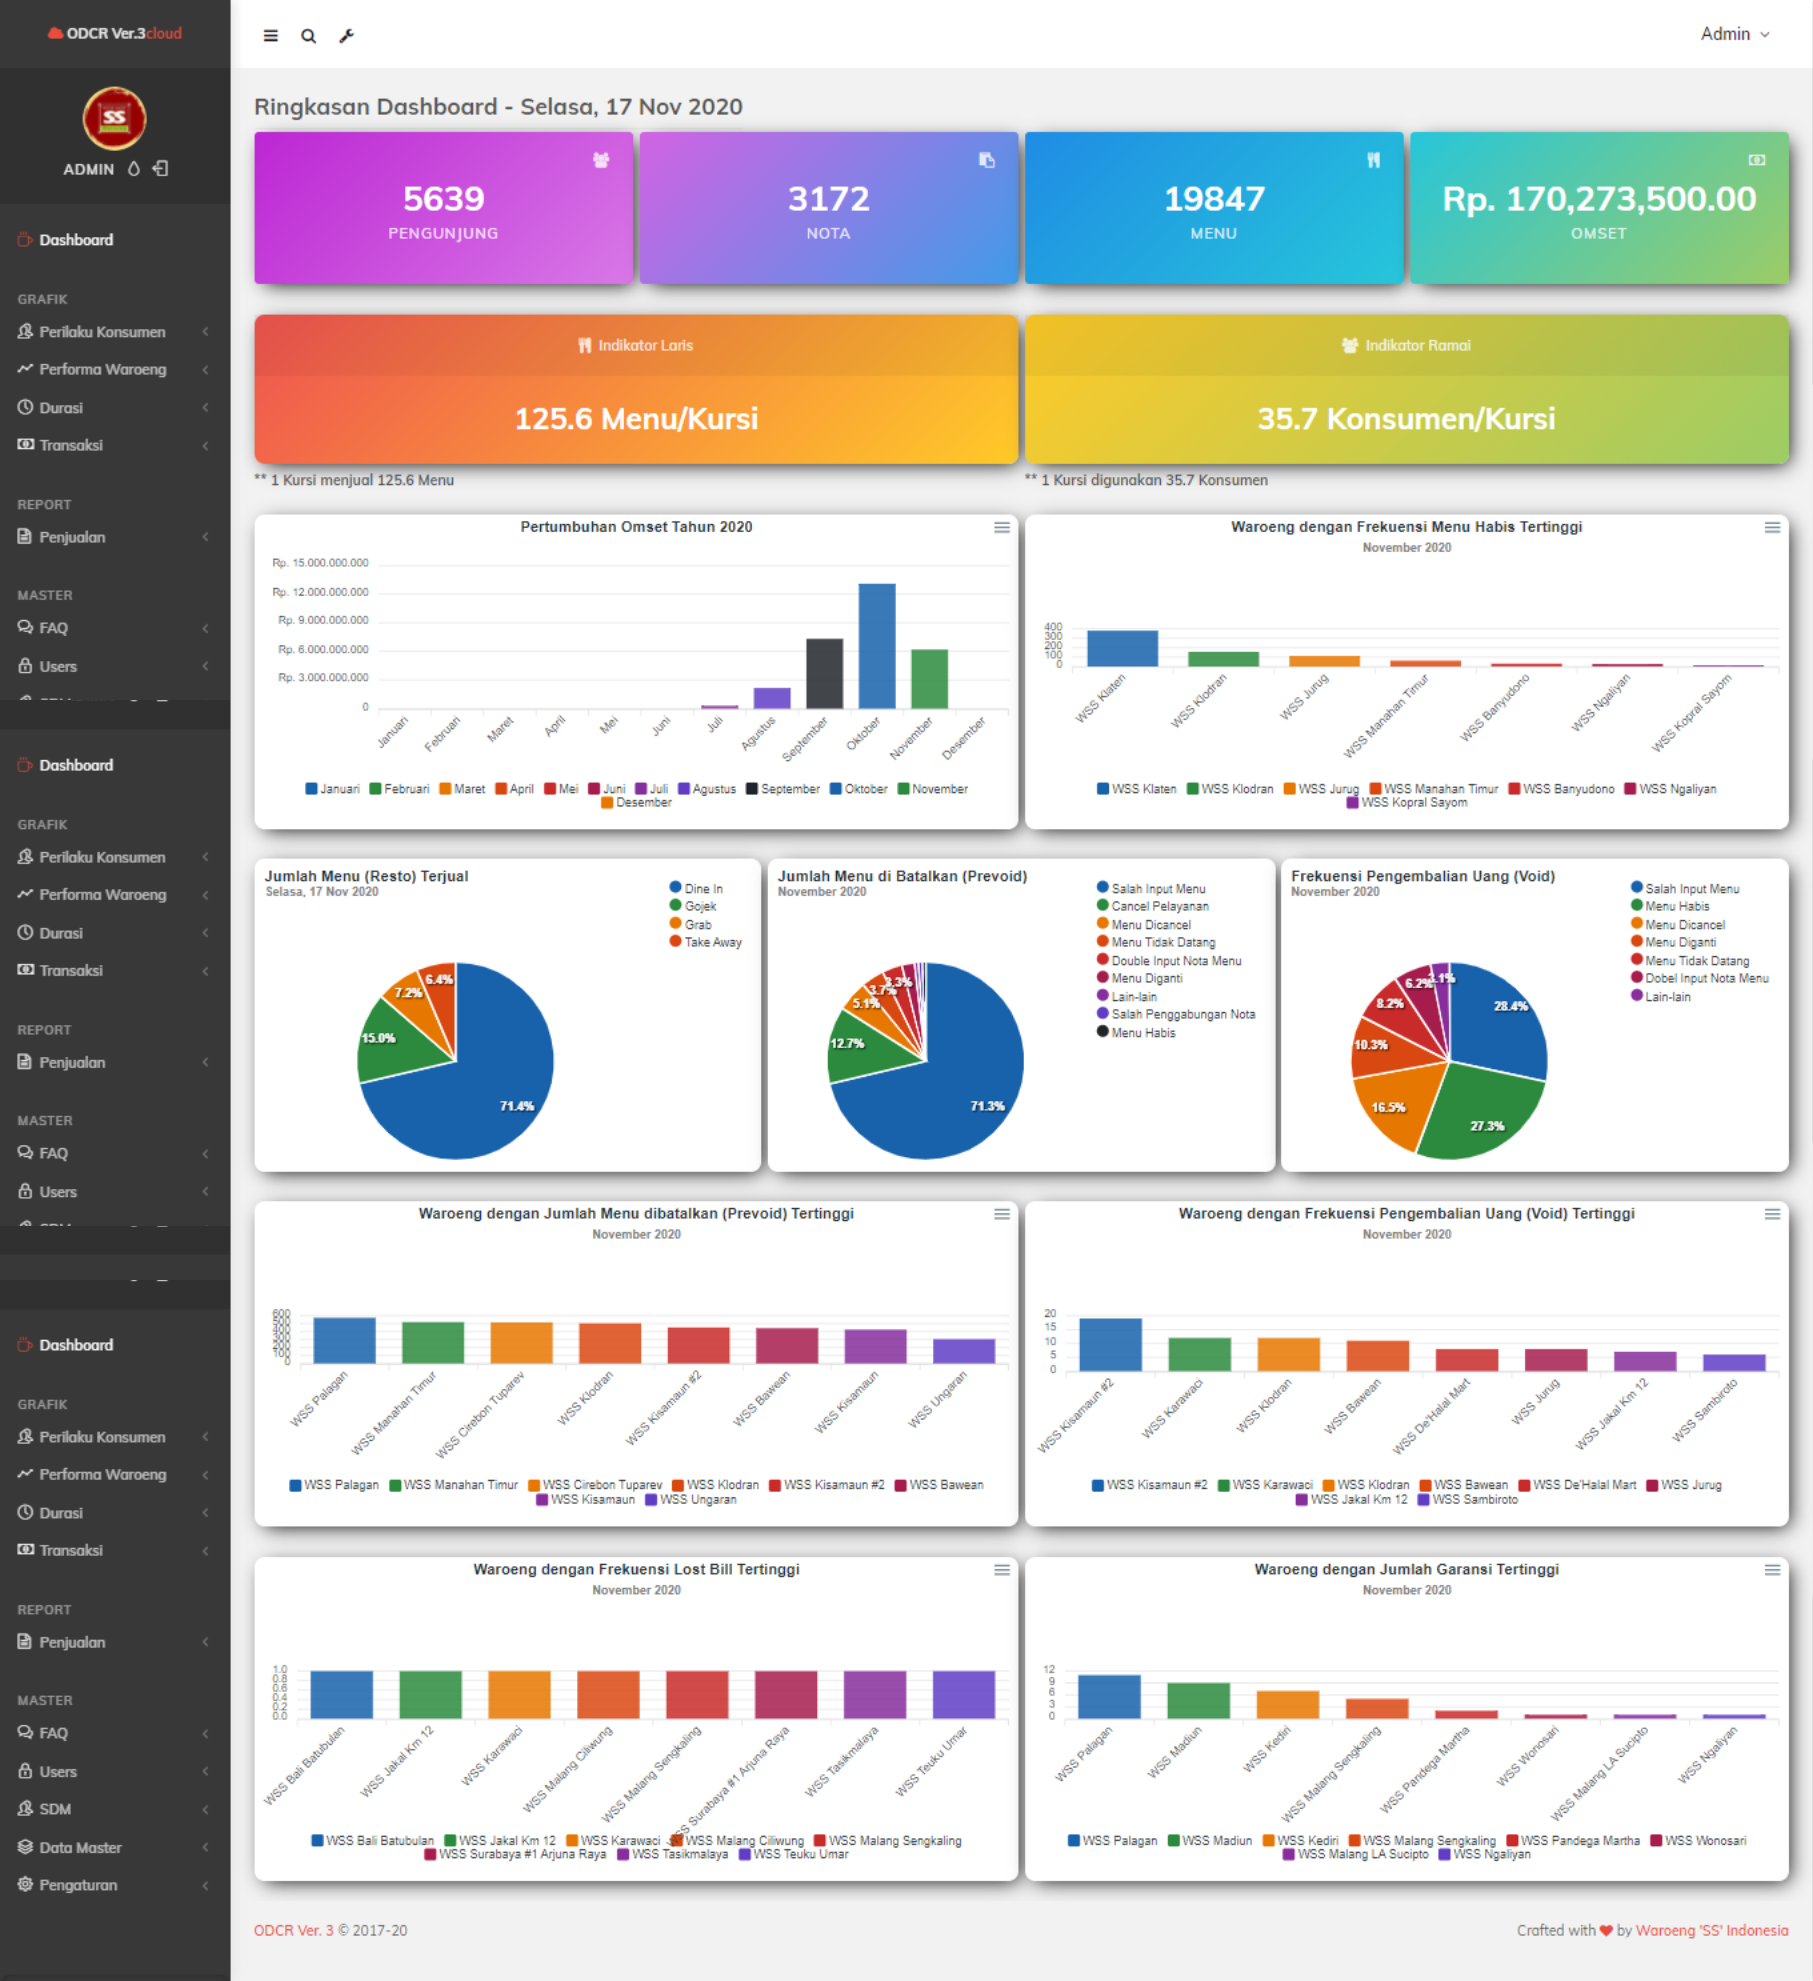 ODCR Ver.3cloud
Admin
ADMIN
Dashboard
GRAFIK
Perilaku Konsumen
Performa Waroeng
Durasi
Transaksi
REPORT
Penjualan
MASTER
FAQ
Users
Dashboard
GRAFIK
Perilaku Konsumen
Performa Waroeng
Durasi
Transaksi
REPORT
Penjualan
MASTER
FAQ
Users
Dashboard
GRAFIK
Perilaku Konsumen
Performa Waroeng
Durasi
Transaksi
REPORT
Penjualan
MASTER
FAQ
Users
SDM
Data Master
Pengaturan
Ringkasan Dashboard - Selasa, 17 Nov 2020
5639
PENGUNJUNG
3172
NOTA
19847
MENU
Rp. 170,273,500.00
OMSET
Indikator Laris
125.6 Menu/Kursi
** 1 Kursi menjual 125.6 Menu
Indikator Ramai
35.7 Konsumen/Kursi
** 1 Kursi digunakan 35.7 Konsumen
Pertumbuhan Omset Tahun 2020
Rp. 15.000.000.000
Rp. 12.000.000.000
Rp. 9.000.000.000
Rp. 6.000.000.000
Rp. 3.000.000.000
0
Januari
Februari
Maret
April
Mei
Juni
Juli
Agustus
September
Oktober
November
Desember
Januari Februari Maret April Mei Juni Juli Agustus September Oktober November
Desember
Waroeng dengan Frekuensi Menu Habis Tertinggi
November 2020
400
300
200
100
0
WSS Klaten
WSS Klodran
WSS Jurug
WSS Manahan Timur
WSS Banyudono
WSS Ngaliyan
WSS Kopral Sayom
WSS Klaten WSS Klodran WSS Jurug WSS Manahan Timur WSS Banyudono WSS Ngaliyan
WSS Kopral Sayom
Jumlah Menu (Resto) Terjual
Selasa, 17 Nov 2020
Dine In
Gojek
Grab
Take Away
6.4%
7.2%
15.0%
71.4%
Jumlah Menu di Batalkan (Prevoid)
November 2020
Salah Input Menu
Cancel Pelayanan
Menu Dicancel
Menu Tidak Datang
Double Input Nota Menu
Menu Diganti
Lain-lain
Salah Penggabungan Nota
Menu Habis
3.3%
3.7%
5.1%
12.7%
71.3%
Frekuensi Pengembalian Uang (Void)
November 2020
Salah Input Menu
Menu Habis
Menu Dicancel
Menu Diganti
Menu Tidak Datang
Dobel Input Nota Menu
Lain-lain
3.1%
6.2%
8.2%
28.4%
10.3%
16.5%
27.3%
Waroeng dengan Jumlah Menu dibatalkan (Prevoid) Tertinggi
November 2020
600
500
400
300
200
100
0
WSS Palagan
WSS Manahan Timur
WSS Cirebon Tuparev
WSS Klodran
WSS Kisamaun #2
WSS Bawean
WSS Kisamaun
WSS Ungaran
WSS Palagan WSS Manahan Timur WSS Cirebon Tuparev WSS Klodran WSS Kisamaun #2 WSS Bawean
WSS Kisamaun WSS Ungaran
Waroeng dengan Frekuensi Pengembalian Uang (Void) Tertinggi
November 2020
20
15
10
5
0
WSS Kisamaun #2
WSS Karawaci
WSS Klodran
WSS Bawean
WSS De'Halal Mart
WSS Jurug
WSS Jakal Km 12
WSS Sambiroto
WSS Kisamaun #2 WSS Karawaci WSS Klodran WSS Bawean WSS De'Halal Mart WSS Jurug
WSS Jakal Km 12 WSS Sambiroto
Waroeng dengan Frekuensi Lost Bill Tertinggi
November 2020
1.0
0.8
0.6
0.4
0.2
0.0
WSS Bali Batubulan
WSS Jakal Km 12
WSS Karawaci
WSS Malang Ciliwung
WSS Malang Sengkaling
WSS Surabaya #1 Arjuna Raya
WSS Tasikmalaya
WSS Teuku Umar
WSS Bali Batubulan WSS Jakal Km 12 WSS Karawaci WSS Malang Ciliwung WSS Malang Sengkaling
WSS Surabaya #1 Arjuna Raya WSS Tasikmalaya WSS Teuku Umar
Waroeng dengan Jumlah Garansi Tertinggi
November 2020
12
9
6
3
0
WSS Palagan
WSS Madiun
WSS Kediri
WSS Malang Sengkaling
WSS Pandega Martha
WSS Wonosari
WSS Malang LA Sucipto
WSS Ngaliyan
WSS Palagan WSS Madiun WSS Kediri WSS Malang Sengkaling WSS Pandega Martha WSS Wonosari
WSS Malang LA Sucipto WSS Ngaliyan
ODCR Ver. 3 © 2017-20
Crafted with ❤ by Waroeng 'SS' Indonesia